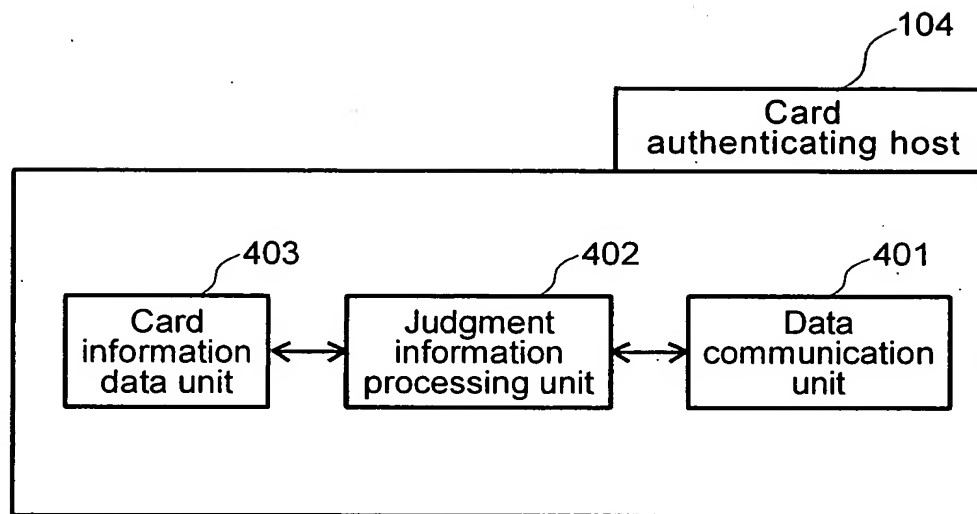 104
Card
authenticating host
403
402
401
Card
information
data unit
Judgment
information
processing unit
Data
communication
unit